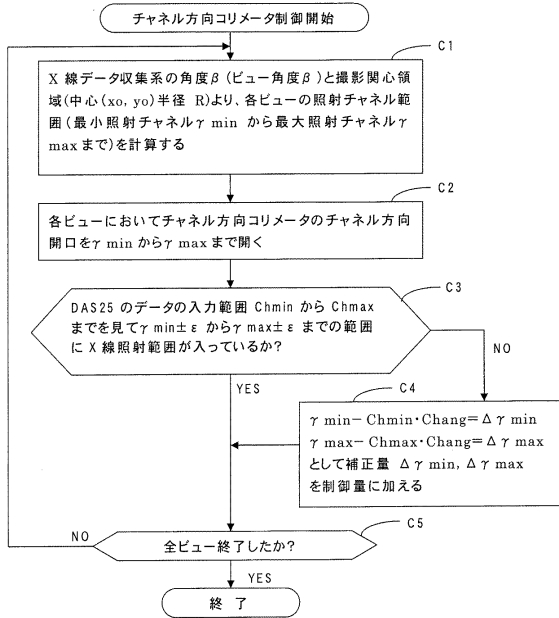 チャネル方向コリメータ制御開始
C1
X 線データ収集系の角度β(ビュー角度β)と撮影関心領
域(中心(xo, yo)半径 R)より、各ビューの照射チャネル範
囲(最小照射チャネルγ min から最大照射チャネルγ
maxまで)を計算する
C2
各ビューにおいてチャネル方向コリメータのチャネル方向
開口をγ minからγ maxまで開く
C3
DAS25 のデータの入力範囲 Chmin から Chmax
までを見てγ min±ε からγ max±ε までの範囲
に X 線照射範囲が入っているか?
NO
YES
C4
γ min－Chmin・Chang=Δγ min
γ max－Chmax・Chang=Δγ max
として補正量 Δγ min, Δγ max
を制御量に加える
C5
NO
全ビュー終了したか?
YES
終 了